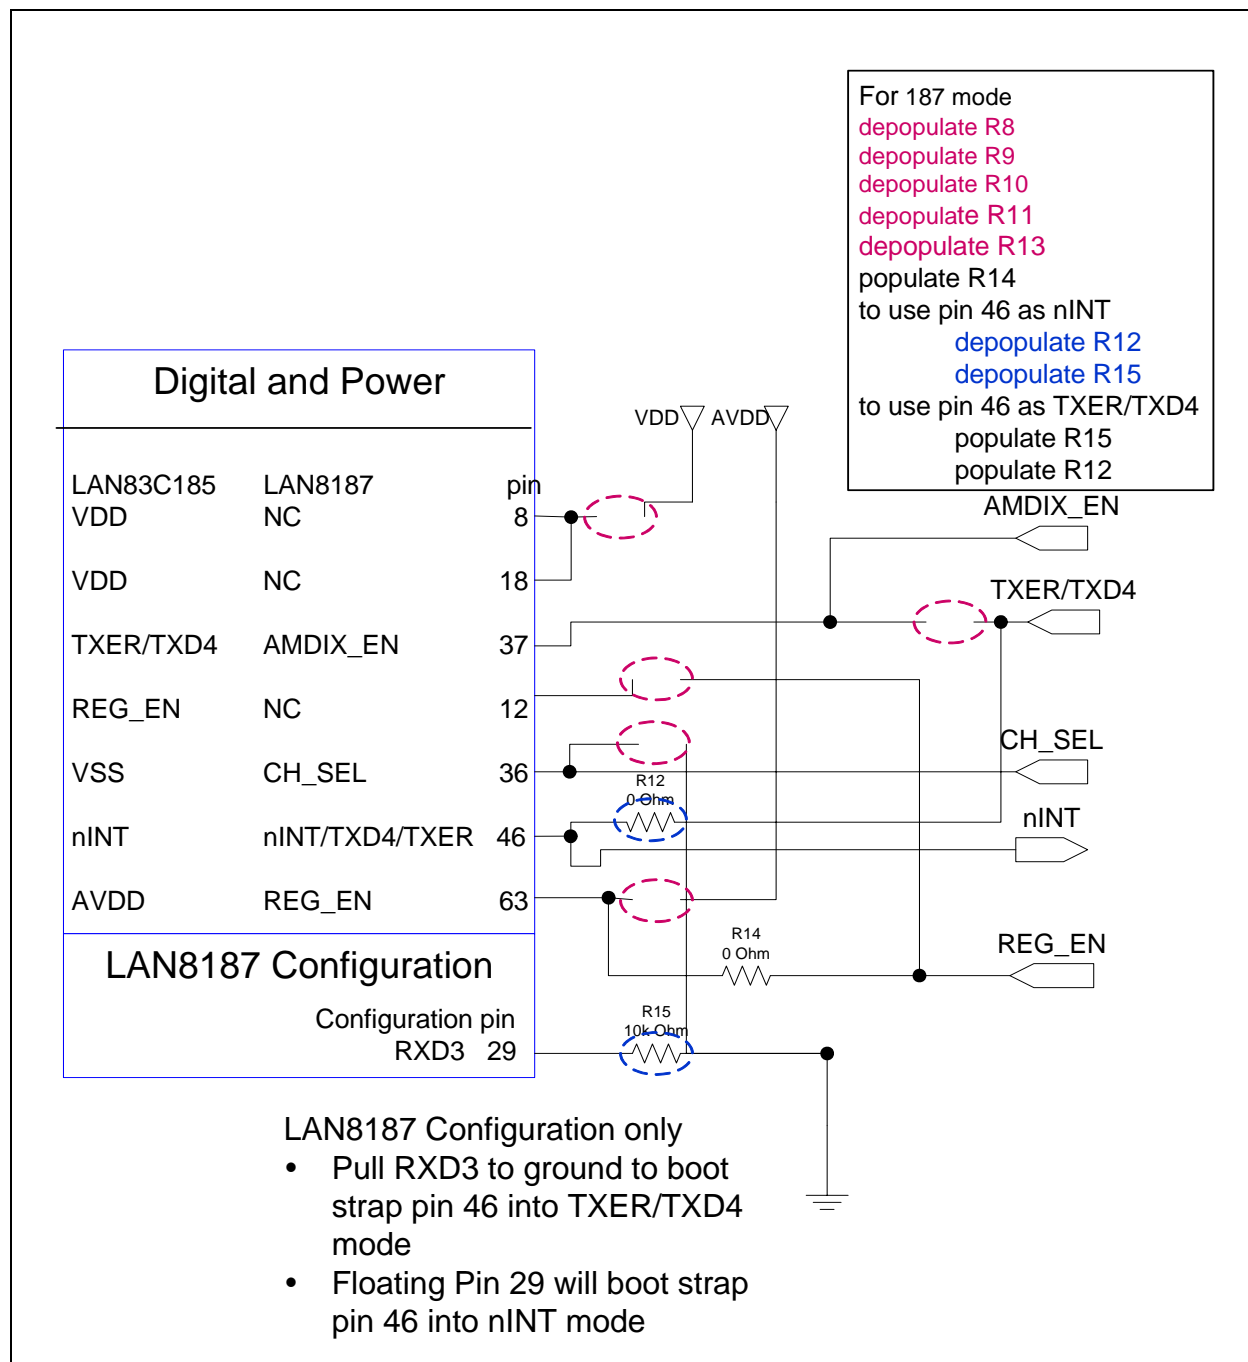 For 187 mode
depopulate R8
depopulate R9
depopulate R10
depopulate R11
depopulate R13
populate R14
to use pin 46 as nINT
depopulate R12
depopulate R15
to use pin 46 as TXER/TXD4
populate R15
populate R12
Digital and Power
VDD AVDD
LAN83C185 LAN8187 pin
VDD NC 8
AMDIX_EN
VDD NC 18
TXER/TXD4
TXER/TXD4 AMDIX_EN 37
REG_EN NC 12
CH_SEL
VSS CH_SEL 36
R12
0 Ohm
nINT
nINT nINT/TXD4/TXER 46
AVDD REG_EN 63
R14
0 Ohm
REG_EN
LAN8187 Configuration
R15
10k Ohm
Configuration pin
RXD3 29
LAN8187 Configuration only
• Pull RXD3 to ground to boot
strap pin 46 into TXER/TXD4
mode
• Floating Pin 29 will boot strap
pin 46 into nINT mode